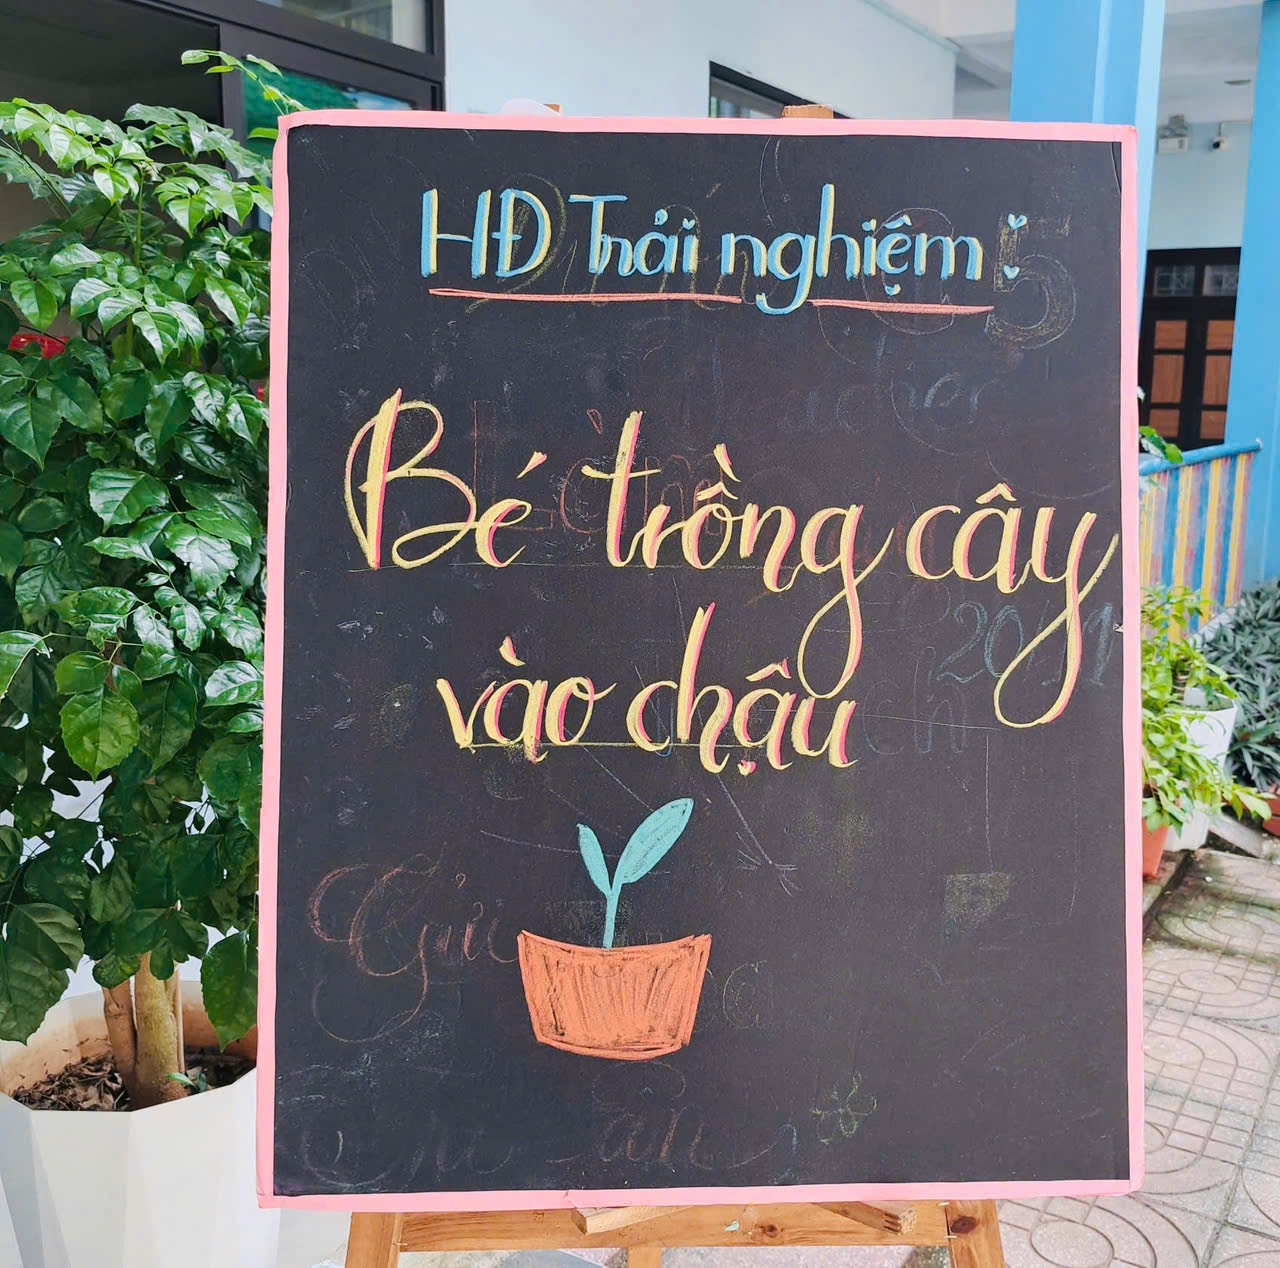 HĐ Trải nghiệm :
Bé trồng cây
vào chậu